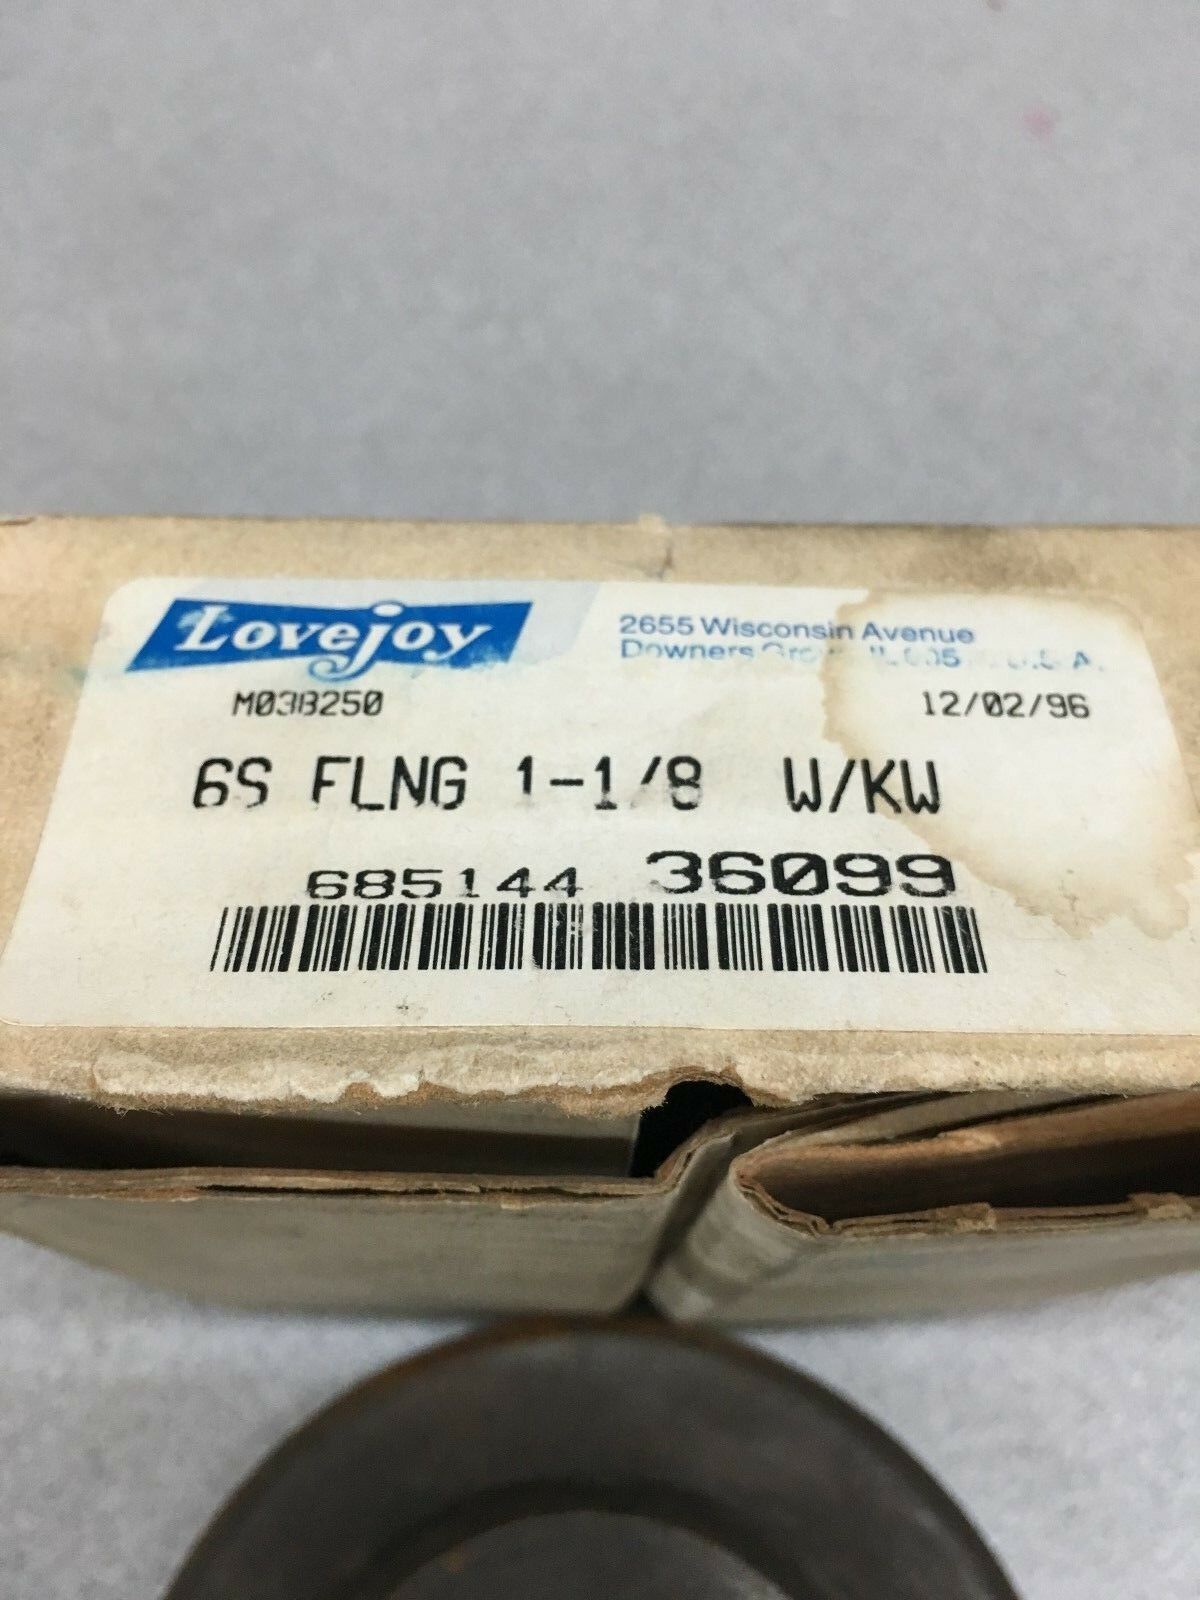 Lovejoy
2655 Wisconsin Avenue
Downers
M03B250
12/02/96
6S FLNG 1-1/8 W/KW
685144 36099